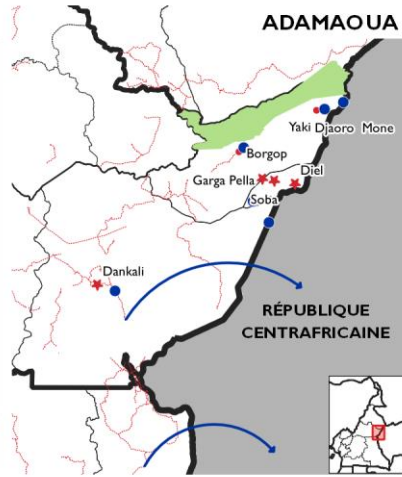 ADAMAOUA
Yaki Djaoro Mone
Borgop
Diel
Garga Pella
Soba
Dankali
RÉPUBLIQUE
CENTRAFRICAINE